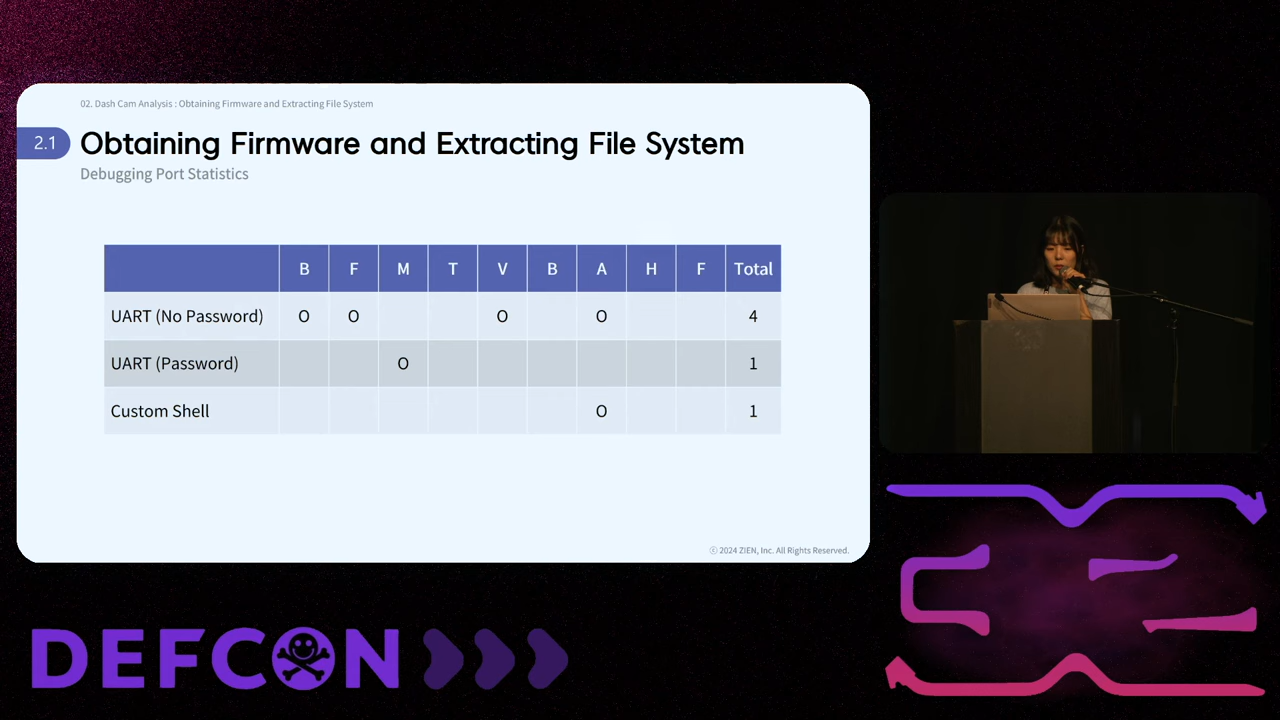 02. Dash Cam Analysis : Obtaining Firmware and Extracting File System
2.1 Obtaining Firmware and Extracting File System
Debugging Port Statistics
B F M T V B A H F Total
UART (No Password) O O O O 4
UART (Password) O 1
Custom Shell O 1
ⓒ 2024 ZIEN, Inc. All Rights Reserved.
DEFCON